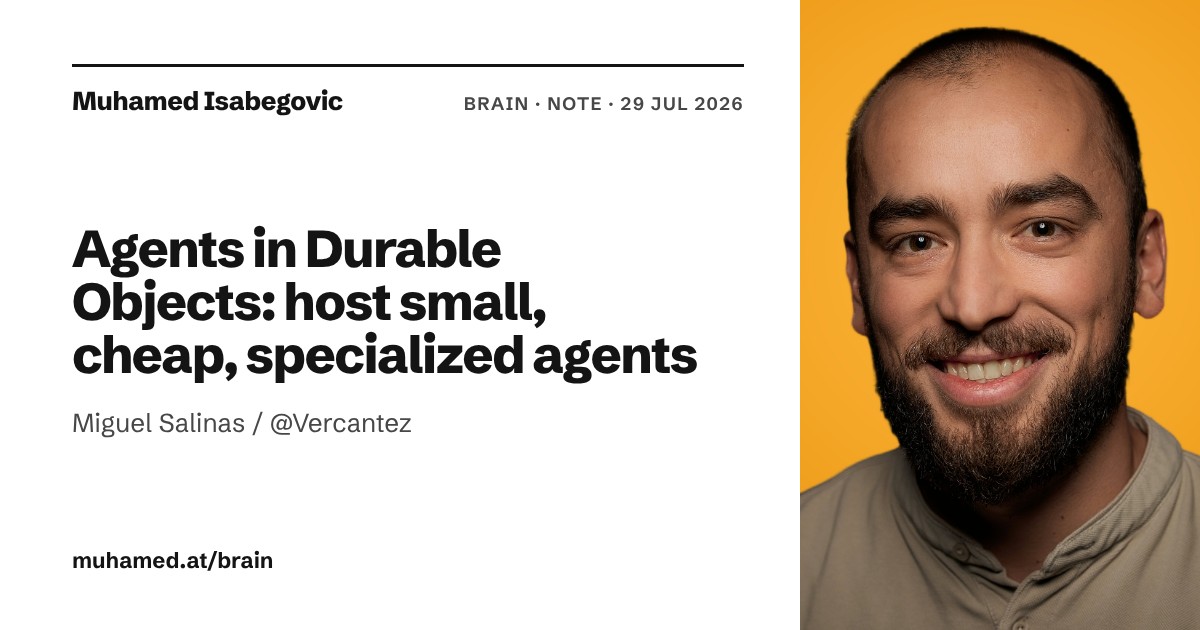 Muhamed Isabegovic
BRAIN · NOTE · 29 JUL 2026
Agents in Durable
Objects: host small,
cheap, specialized agents
Miguel Salinas / @Vercantez
muhamed.at/brain